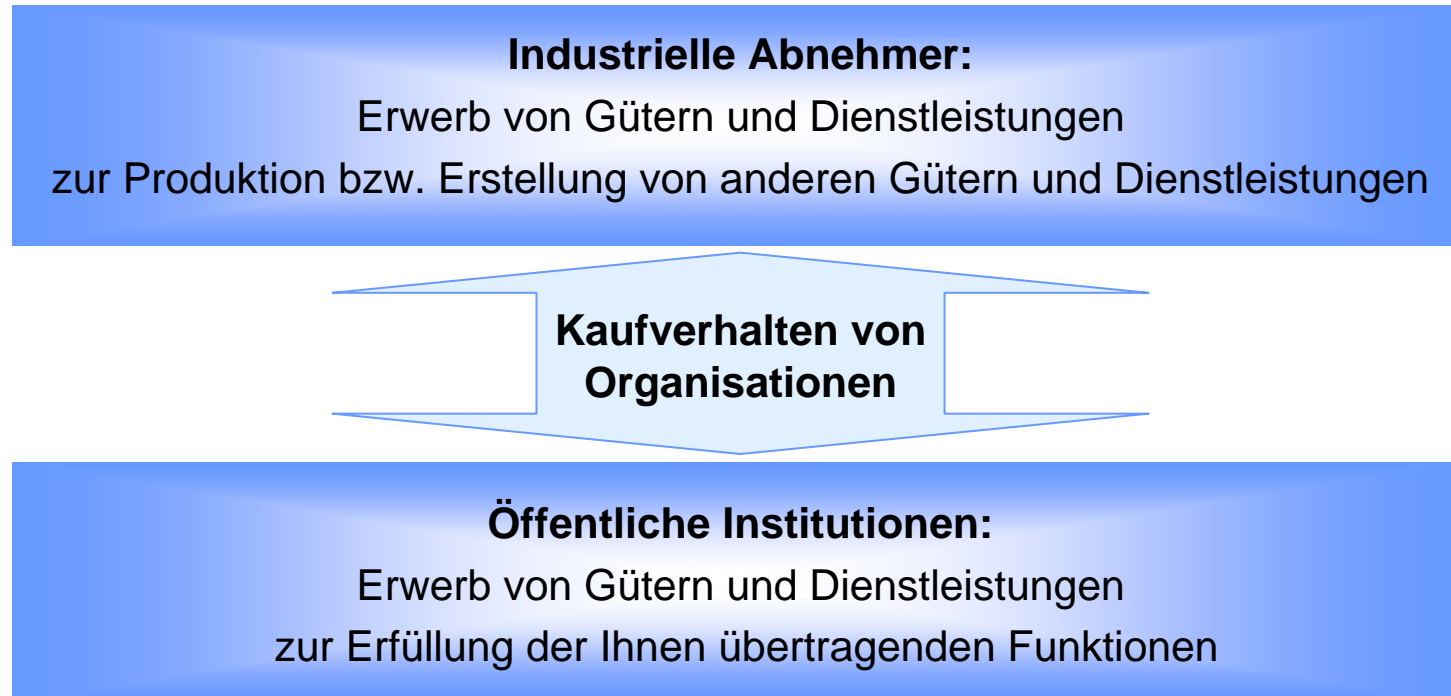 Industrielle Abnehmer:
Erwerb von Gütern und Dienstleistungen
zur Produktion bzw. Erstellung von anderen Gütern und Dienstleistungen
Kaufverhalten von
Organisationen
Öffentliche Institutionen:
Erwerb von Gütern und Dienstleistungen
zur Erfüllung der Ihnen übertragenden Funktionen